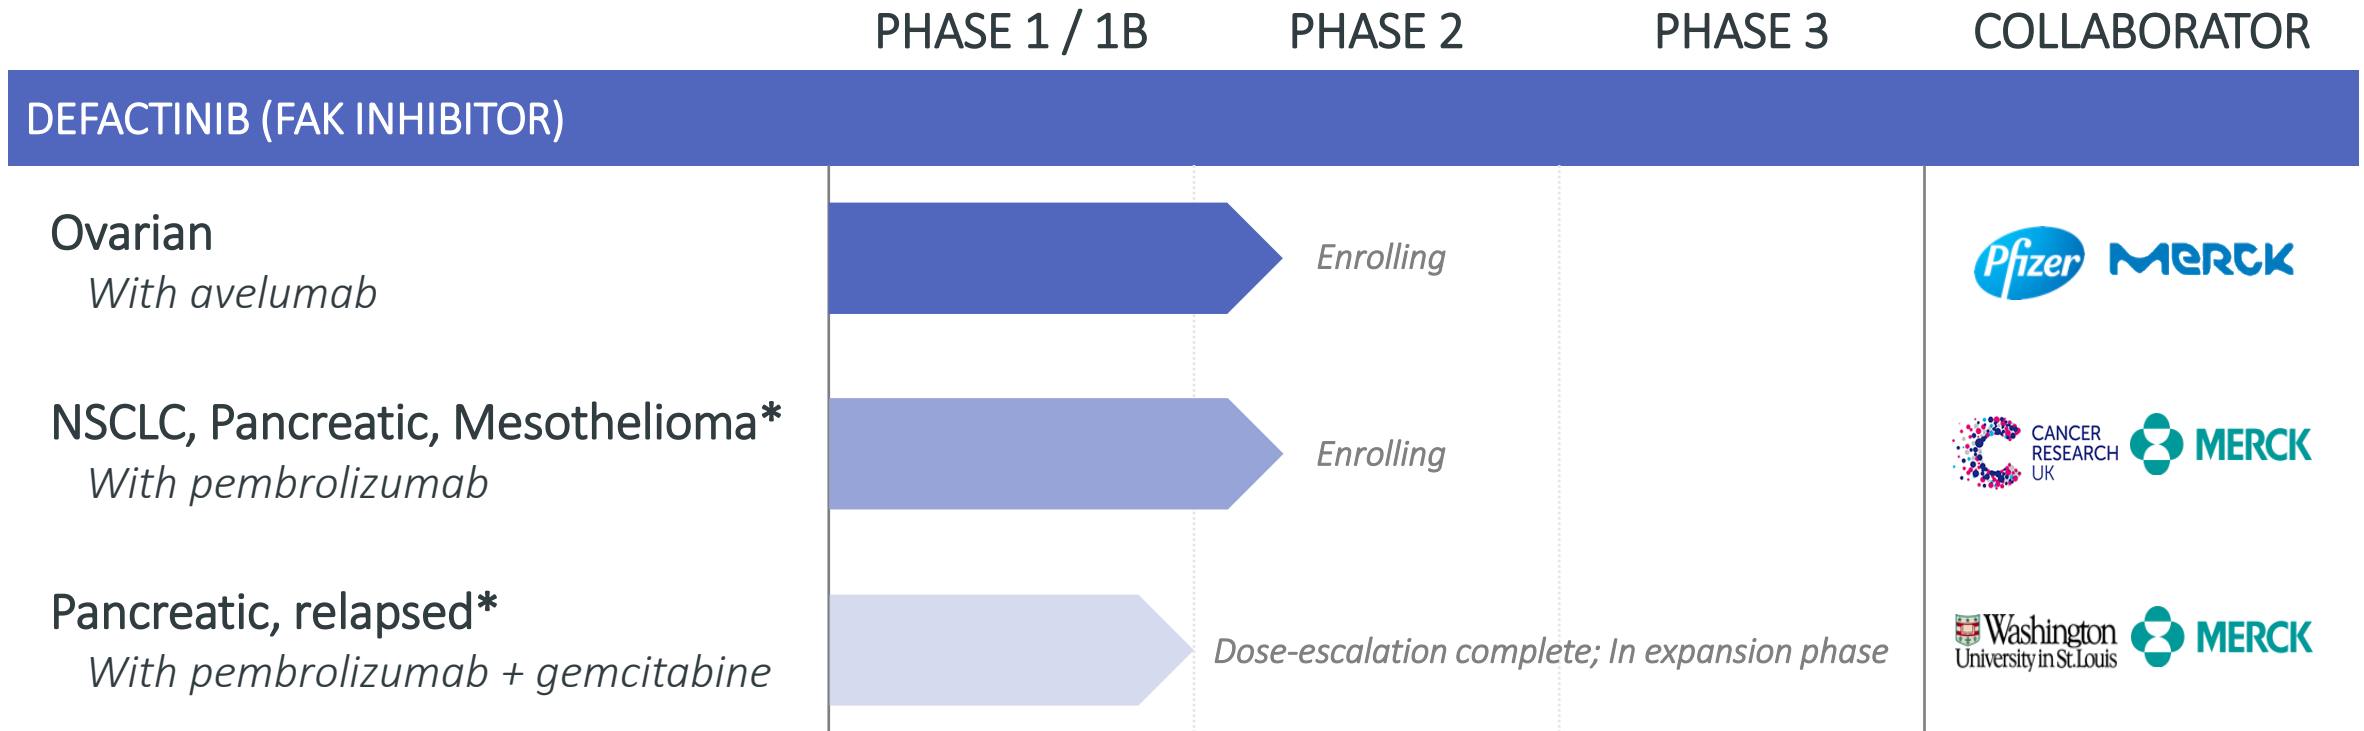 PHASE 1 / 1B PHASE 2 PHASE 3 COLLABORATOR
DEFACTINIB (FAK INHIBITOR)
Ovarian
With avelumab
Enrolling
Pfizer MERCK
NSCLC, Pancreatic, Mesothelioma*
With pembrolizumab
Enrolling
CANCER
RESEARCH
UK
MERCK
Pancreatic, relapsed*
With pembrolizumab + gemcitabine
Dose-escalation complete; In expansion phase
Washington
University in St. Louis
MERCK